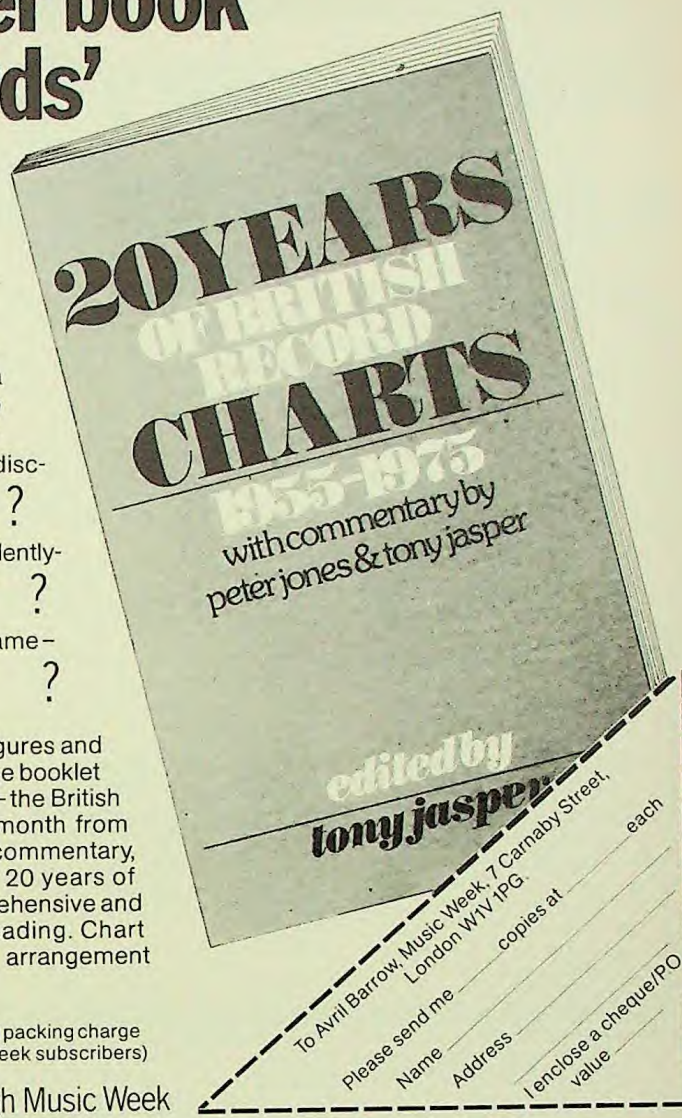 book
ds’
disc-
?
dently-
?
ame–
?
gures and
e booklet
–the British
month from
commentary,
20 years of
ehensive and
ading. Chart
arrangement
packing charge
eek subscribers)
h Music Week
20 YEARS
OF BRITISH
RECORD
CHARTS
1955-1975
with commentary by
peter jones & tony jasper
edited by
tony jasper
To Avril Barrow, Music Week, 7 Carnaby Street,
London W1V 1PG.
Please send me copies at each
Name
Address
I enclose a cheque/PO
value